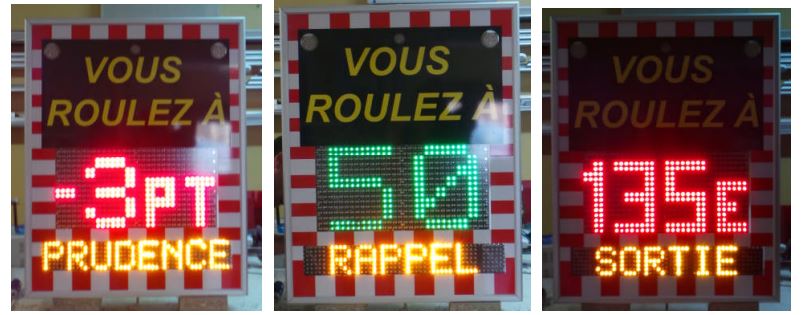 VOUS
ROULEZ À
-3PT
PRUDENCE
VOUS
ROULEZ À
50
RAPPEL
VOUS
ROULEZ À
135E
SORTIE